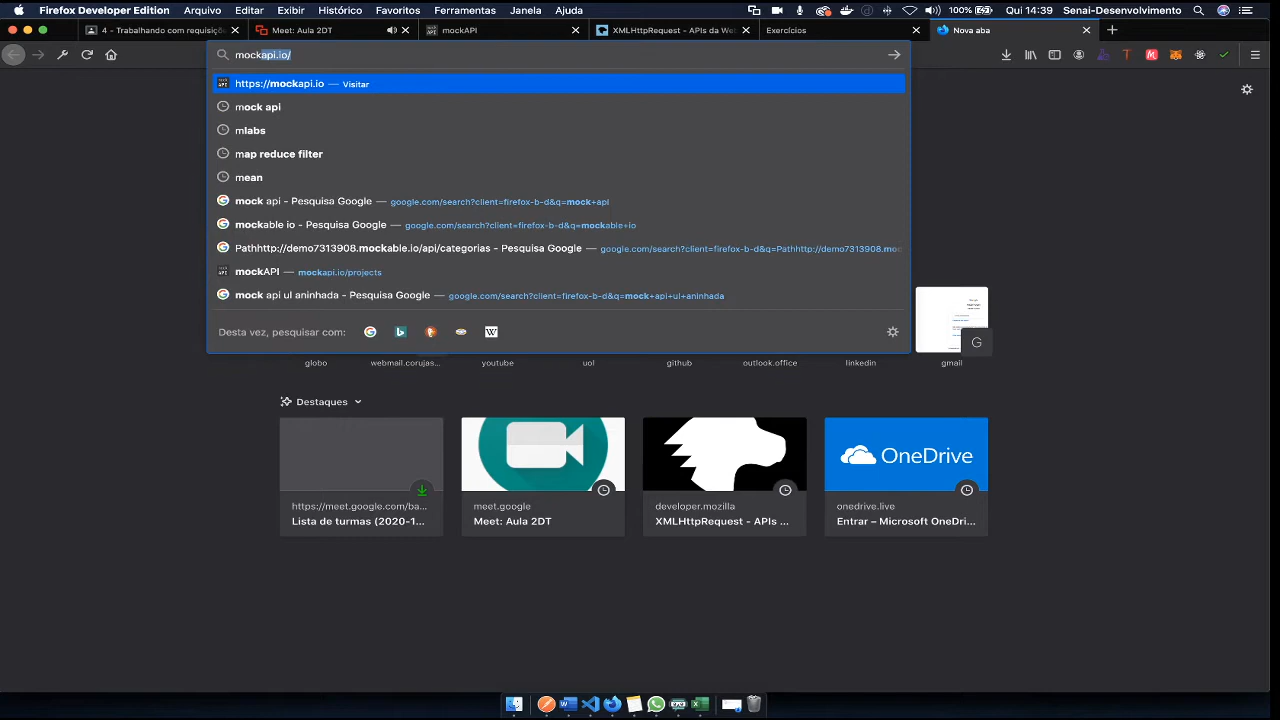 Firefox Developer Edition Arquivo Editar Exibir Histórico Favoritos Ferramentas Janela Ajuda 100% Qui 14:39 Senai-Desenvolvimento
4 - Trabalhando com requisiçõ
Meet: Aula 2DT
mockAPI
XMLHttpRequest - APIs da We
Exercícios
Nova aba
mockapi.io/
https://mockapi.io — Visitar
mock api
mlabs
map reduce filter
mean
mock api - Pesquisa Google — google.com/search?client=firefox-b-d&q=mock+api
mockable io - Pesquisa Google — google.com/search?client=firefox-b-d&q=mockable+io
Pathhttp://demo7313908.mockable.io/api/categorias - Pesquisa Google — google.com/search?client=firefox-b-d&q=Pathhttp://demo7313908.moc
mockAPI — mockapi.io/projects
mock api ul aninhada - Pesquisa Google — google.com/search?client=firefox-b-d&q=mock+api+ul+aninhada
Desta vez, pesquisar com:
G
globo webmail.corujas... youtube uol github outlook.office linkedin gmail
Destaques
OneDrive
https://meet.google.com/ba...
Lista de turmas (2020-1...
meet.google
Meet: Aula 2DT
developer.mozilla
XMLHttpRequest - APIs ...
onedrive.live
Entrar – Microsoft OneDri...